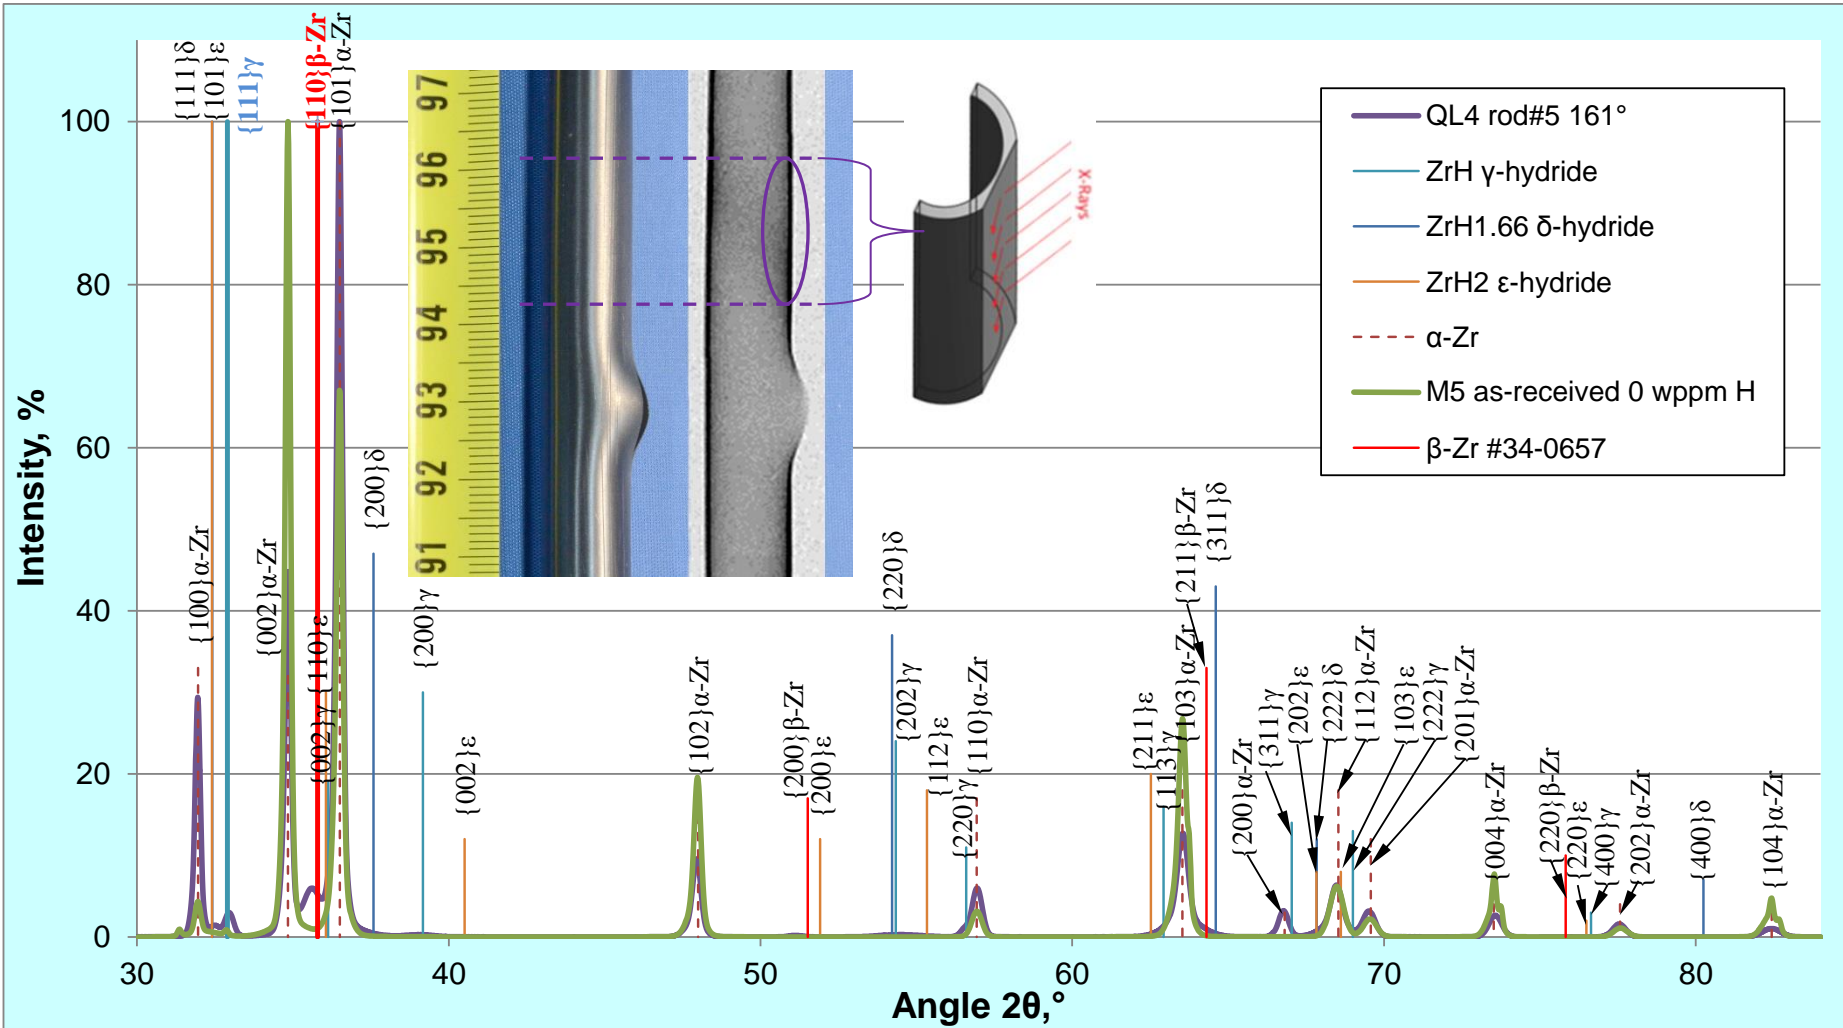 {111}δ
{101}ε
{111}γ
{110}β-Zr
{101}α-Zr
100
80
60
40
20
0
Intensity, %
30
40
50
60
70
80
Angle 2θ,°
97
96
95
94
93
92
91
X-Rays
QL4 rod#5 161°
ZrH γ-hydride
ZrH1.66 δ-hydride
ZrH2 ε-hydride
α-Zr
M5 as-received 0 wppm H
β-Zr #34-0657
{100}α-Zr
{002}α-Zr
{002}γ
{110}ε
{200}δ
{200}γ
{002}ε
{102}α-Zr
{200}β-Zr
{200}ε
{220}δ
{202}γ
{112}ε
{220}γ
{110}α-Zr
{211}ε
{113}γ
{103}α-Zr
{211}β-Zr
{311}δ
{200}α-Zr
{311}γ
{202}ε
{222}δ
{112}α-Zr
{103}ε
{222}γ
{201}α-Zr
{004}α-Zr
{220}β-Zr
{220}ε
{400}γ
{202}α-Zr
{400}δ
{104}α-Zr